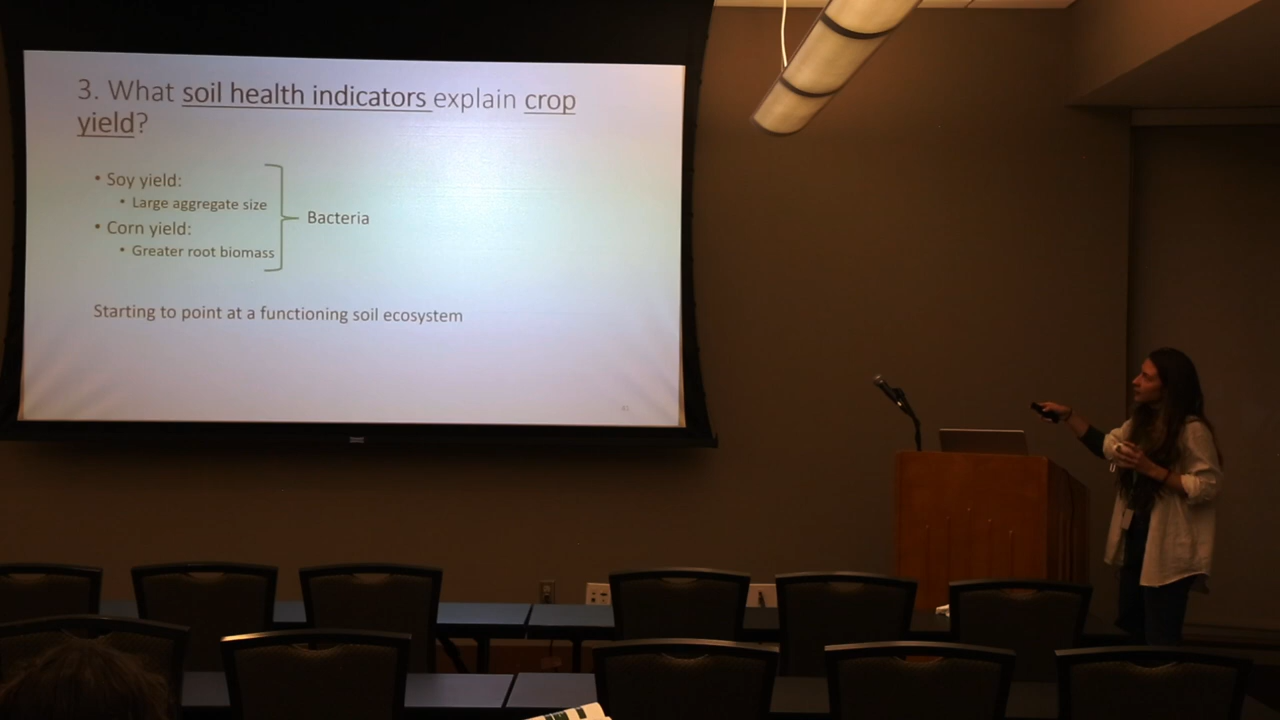 3. What soil health indicators explain crop
yield?
• Soy yield:
• Large aggregate size
• Corn yield:
• Greater root biomass
Bacteria
Starting to point at a functioning soil ecosystem